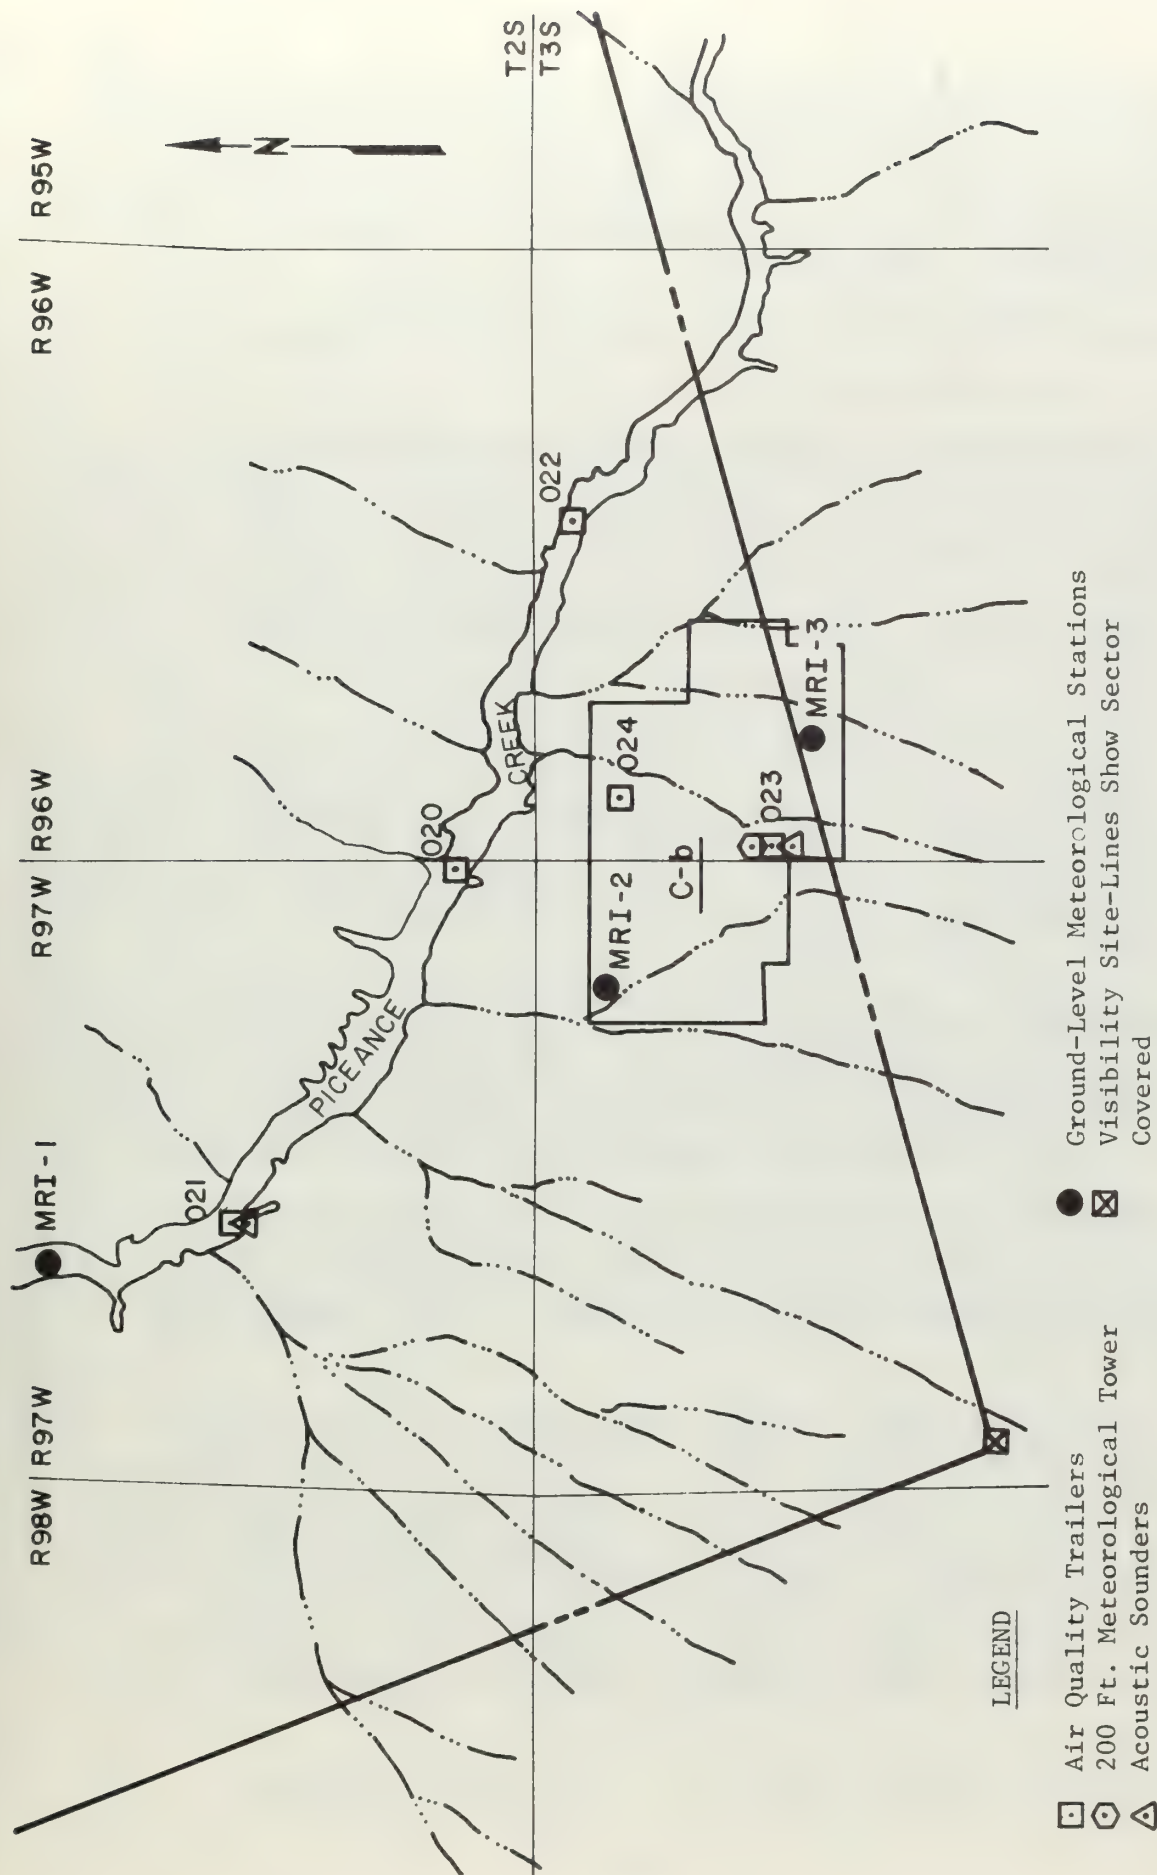 R98W R97W
R97W R96W
R96W R95W
N
T2S
T3S
MRI-1
021
PICEANCE
020
CREEK
022
MRI-2
024
C-b
023
MRI-3
LEGEND
Air Quality Trailers
200 Ft. Meteorological Tower
Acoustic Sounders
Ground-Level Meteorological Stations
Visibility Site-Lines Show Sector
Covered